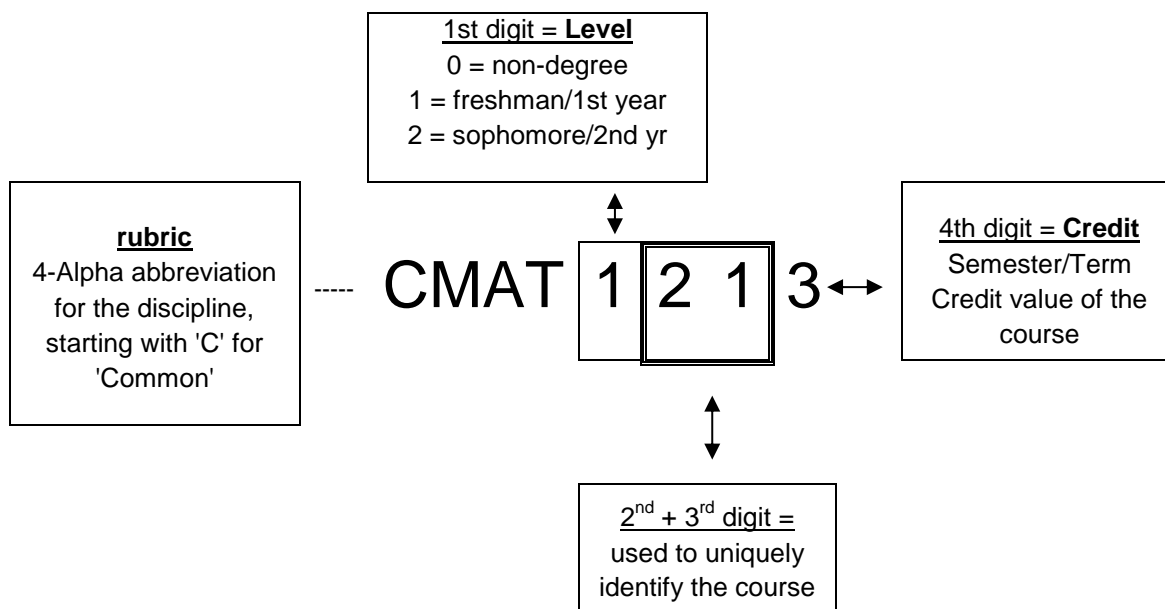 1st digit = Level
0 = non-degree
1 = freshman/1st year
2 = sophomore/2nd yr
rubric
4-Alpha abbreviation
for the discipline,
starting with 'C' for
'Common'
----- CMAT 1 2 1 3
4th digit = Credit
Semester/Term
Credit value of the
course
2nd + 3rd digit =
used to uniquely
identify the course